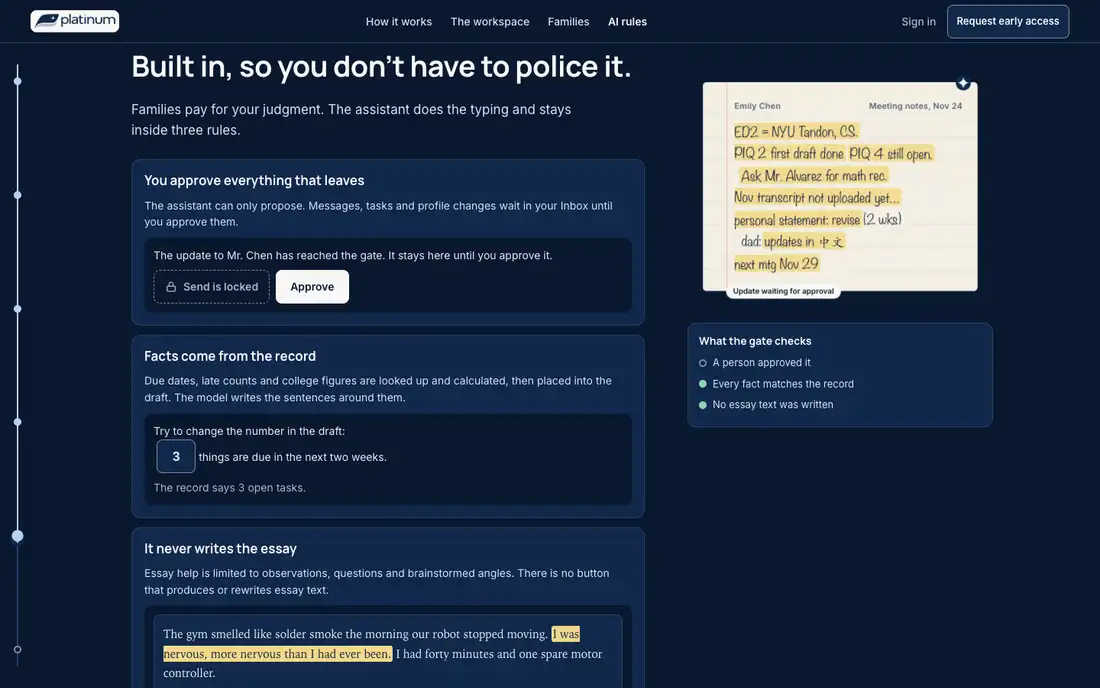 platinum
How it works
The workspace
Families
AI rules
Sign in
Request early access
Built in, so you don't have to police it.
Families pay for your judgment. The assistant does the typing and stays
inside three rules.
You approve everything that leaves
The assistant can only propose. Messages, tasks and profile changes wait in your Inbox until
you approve them.
The update to Mr. Chen has reached the gate. It stays here until you approve it.
Send is locked
Approve
Facts come from the record
Due dates, late counts and college figures are looked up and calculated, then placed into the
draft. The model writes the sentences around them.
Try to change the number in the draft:
3 things are due in the next two weeks.
The record says 3 open tasks.
It never writes the essay
Essay help is limited to observations, questions and brainstormed angles. There is no button
that produces or rewrites essay text.
The gym smelled like solder smoke the morning our robot stopped moving. I was
nervous, more nervous than I had ever been. I had forty minutes and one spare motor
controller.
Emily Chen
Meeting notes, Nov 24
ED2 = NYU Tandon, CS.
PIQ 2 first draft done PIQ 4 still open.
Ask Mr. Alvarez for math rec.
Nov transcript not uploaded yet...
personal statement: revise (2 wks)
dad: updates in 中文
next mtg Nov 29
Update waiting for approval
What the gate checks
A person approved it
Every fact matches the record
No essay text was written